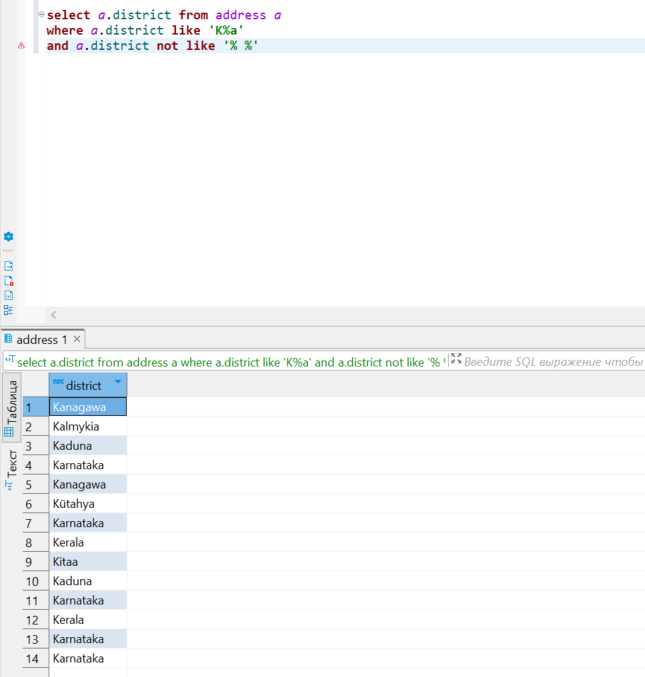 select a.district from address a
where a.district like 'K%a'
and a.district not like '% %'
address 1 ×
select a.district from address a where a.district like 'K%a' and a.district not like '% '
Введите SQL выражение чтобы
Таблица
Текст
ABC district
1 Kanagawa
2 Kalmykia
3 Kaduna
4 Karnataka
5 Kanagawa
6 Kütahya
7 Karnataka
8 Kerala
9 Kitaa
10 Kaduna
11 Karnataka
12 Kerala
13 Karnataka
14 Karnataka